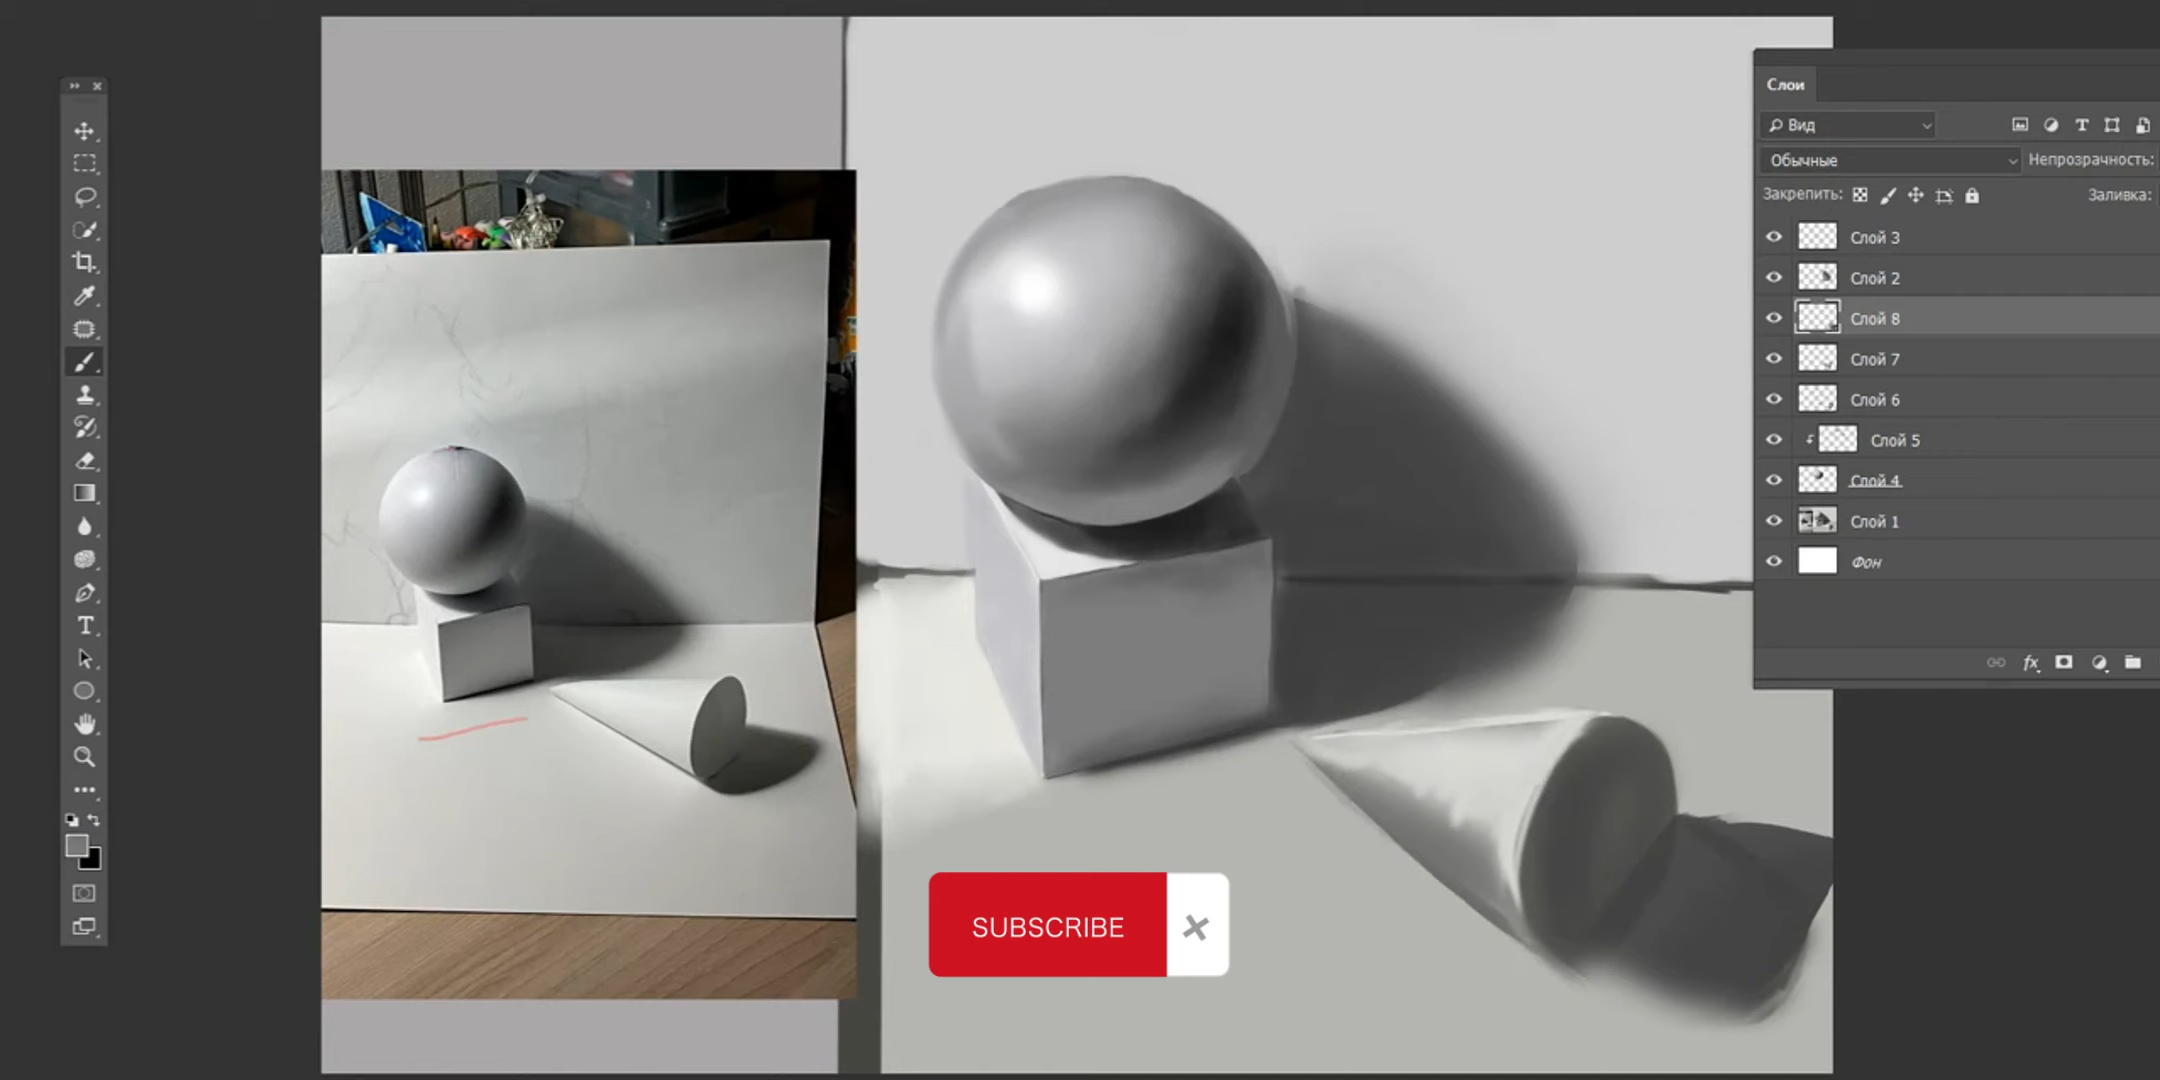 Слои
Вид
Обычные
Непрозрачность:
Закрепить:
Заливка:
Слой 3
Слой 2
Слой 8
Слой 7
Слой 6
Слой 5
Слой 4
Слой 1
Фон
fx
SUBSCRIBE